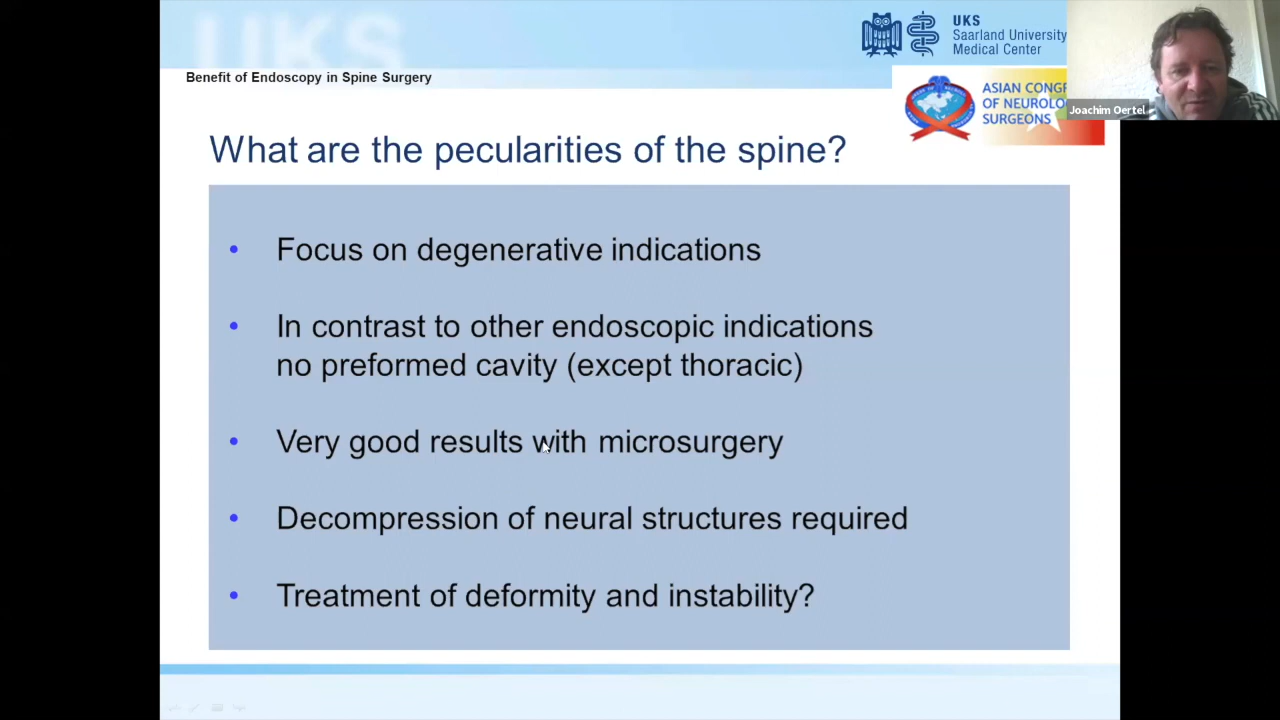 UKS
UKS
Saarland University
Medical Center
Benefit of Endoscopy in Spine Surgery
ASIAN
OF
SURGEONS
Joachim Oertel
What are the pecularities of the spine?
• Focus on degenerative indications
• In contrast to other endoscopic indications
no preformed cavity (except thoracic)
• Very good results with microsurgery
• Decompression of neural structures required
• Treatment of deformity and instability?